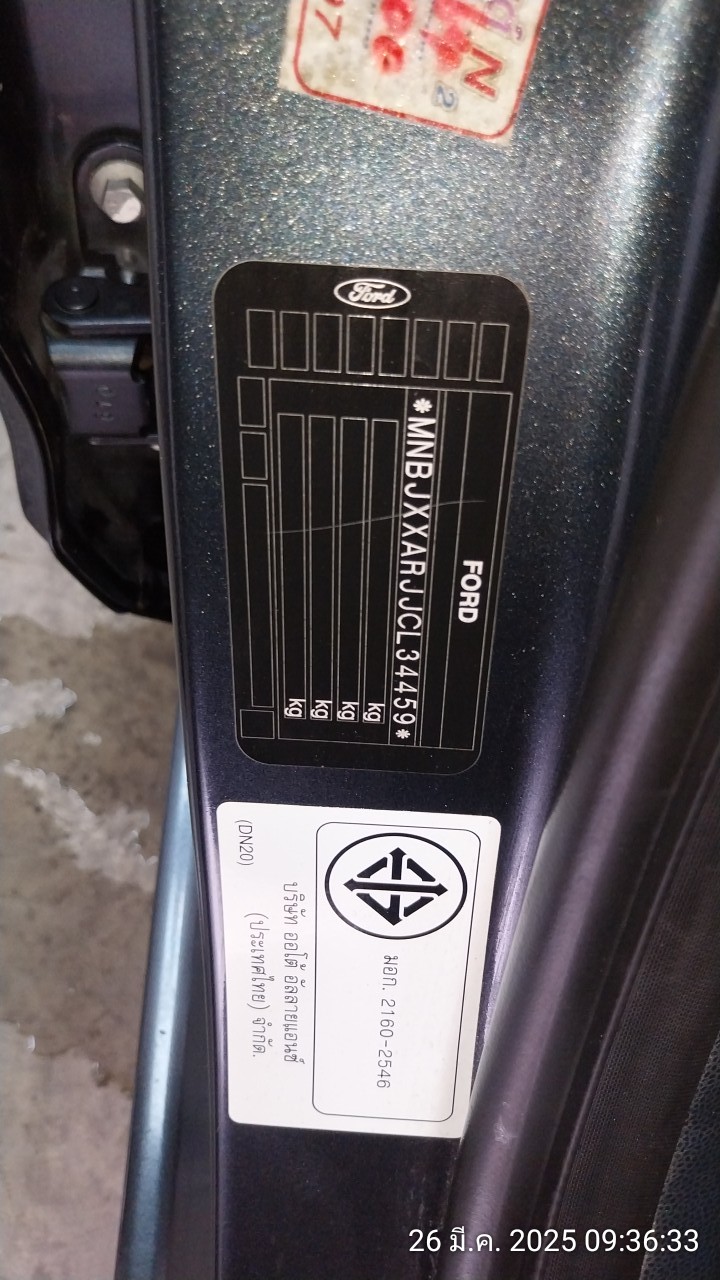 97
N
2
Ford
FORD
*MNBJXXARJJCL34459*
kg
kg
kg
kg
มอก. 2160-2546
บริษัท ออโต้ อัลลายแอนซ์
(ประเทศไทย) จำกัด.
(DN20)
26 มี.ค. 2025 09:36:33